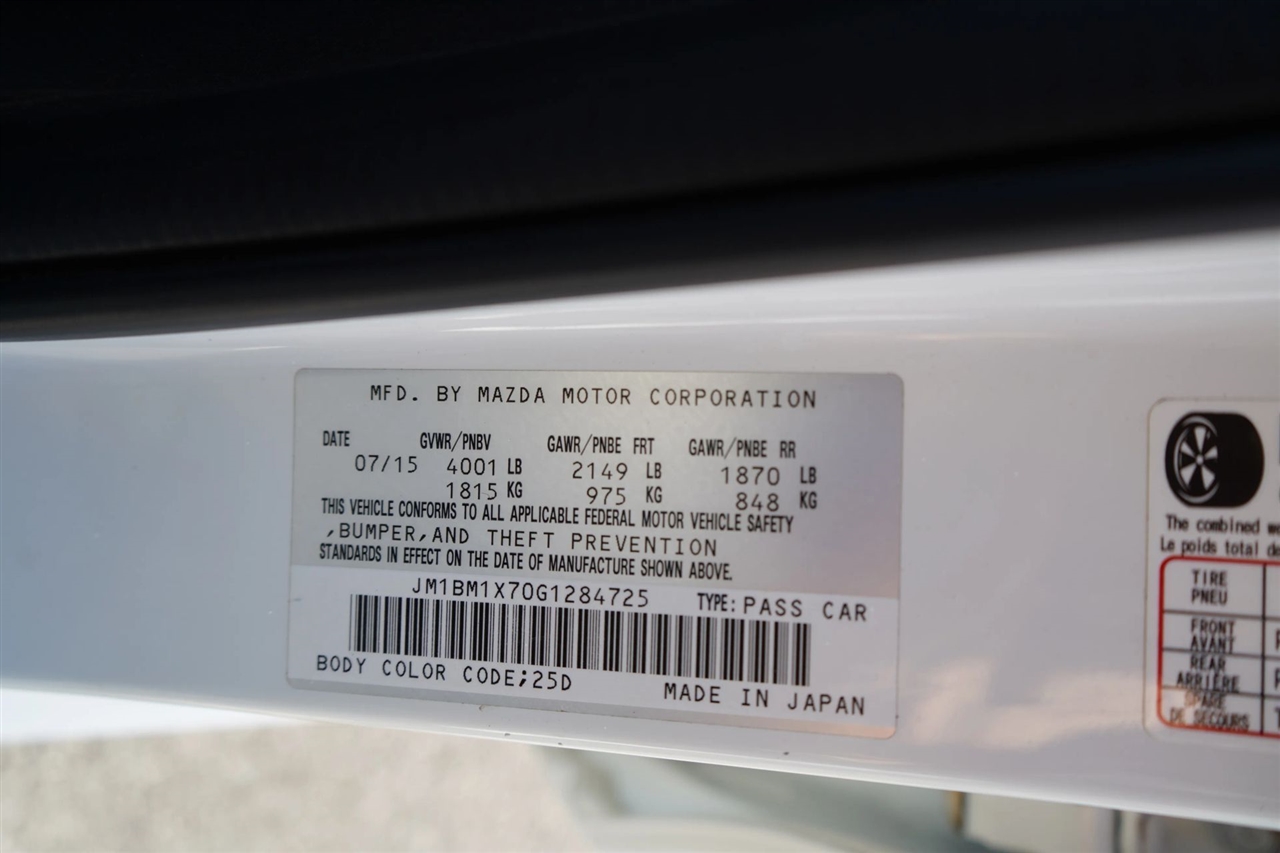 MFD. BY MAZDA MOTOR CORPORATION
DATE GVWR/PNBV GAWR/PNBE FRT GAWR/PNBE RR
07/15 4001 LB 2149 LB 1870 LB
1815 KG 975 KG 848 KG
THIS VEHICLE CONFORMS TO ALL APPLICABLE FEDERAL MOTOR VEHICLE SAFETY
,BUMPER,AND THEFT PREVENTION
STANDARDS IN EFFECT ON THE DATE OF MANUFACTURE SHOWN ABOVE.
JM1BM1X70G1284725 TYPE: PASS CAR
BODY COLOR CODE;25D
MADE IN JAPAN
The combined
Le poids total
TIRE
PNEU
FRONT
AVANT
REAR
ARRIÈRE
SPARE
DE SECOURS